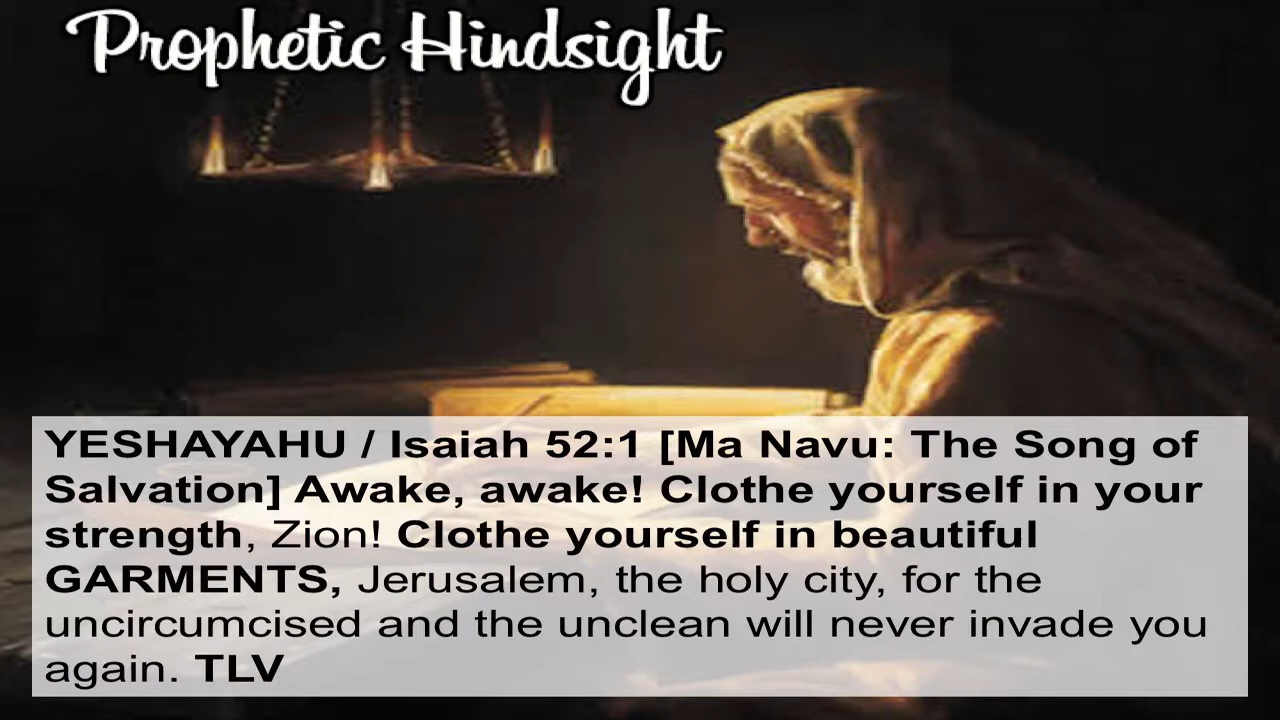 Prophetic Hindsight
YESHAYAHU / Isaiah 52:1 [Ma Navu: The Song of
Salvation] Awake, awake! Clothe yourself in your
strength, Zion! Clothe yourself in beautiful
GARMENTS, Jerusalem, the holy city, for the
uncircumcised and the unclean will never invade you
again. TLV